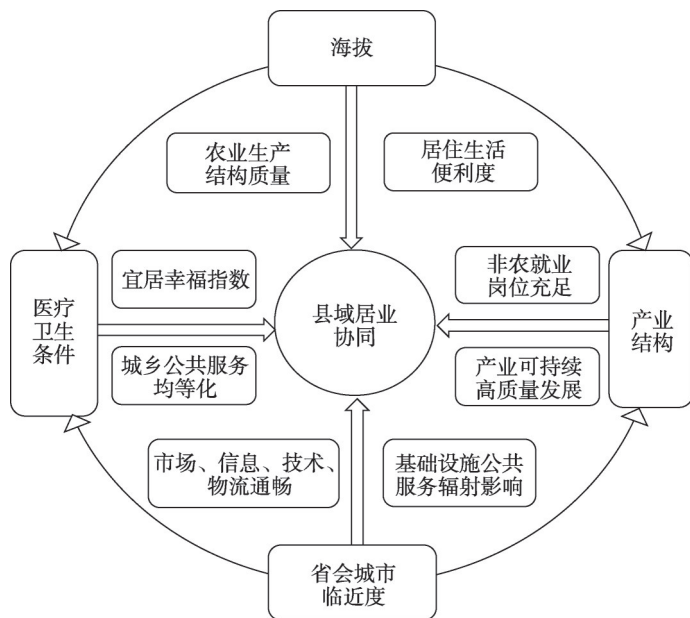 海拔
农业生产
结构质量
居住生活
便利度
医疗
卫生
条件
宜居幸福指数
城乡公共服务
均等化
县域居业
协同
非农就业
岗位充足
产业可持续
高质量发展
产业
结构
市场、信息、技术、
物流通畅
基础设施公共
服务辐射影响
省会城市
临近度